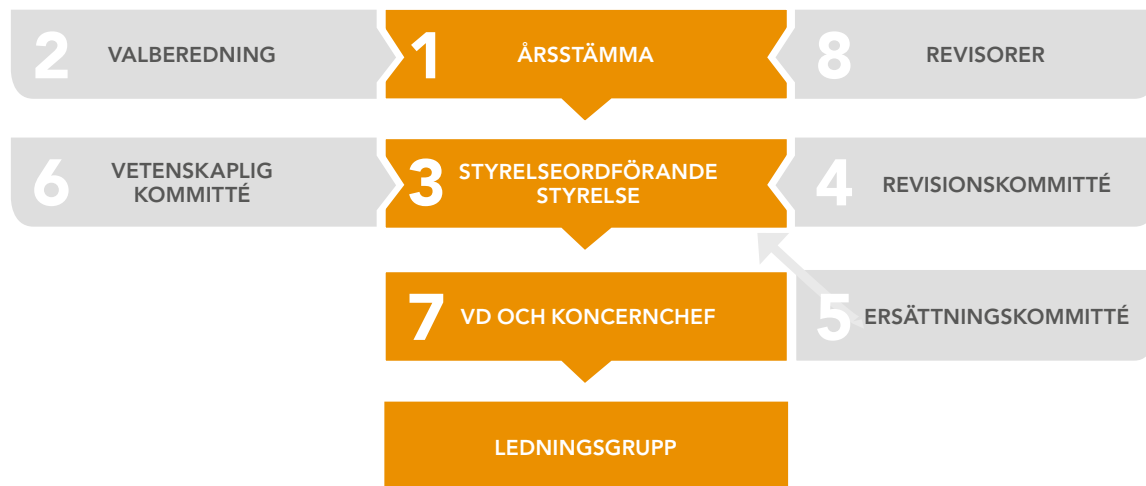 2 VALBEREDNING
1 ÅRSSTÄMMA
8 REVISORER
6 VETENSKAPLIG
KOMMITTÉ
3 STYRELSEORDFÖRANDE
STYRELSE
4 REVISIONSKOMMITTÉ
7 VD OCH KONCERNCHEF
5 ERSÄTTNINGSKOMMITTÉ
LEDNINGSGRUPP